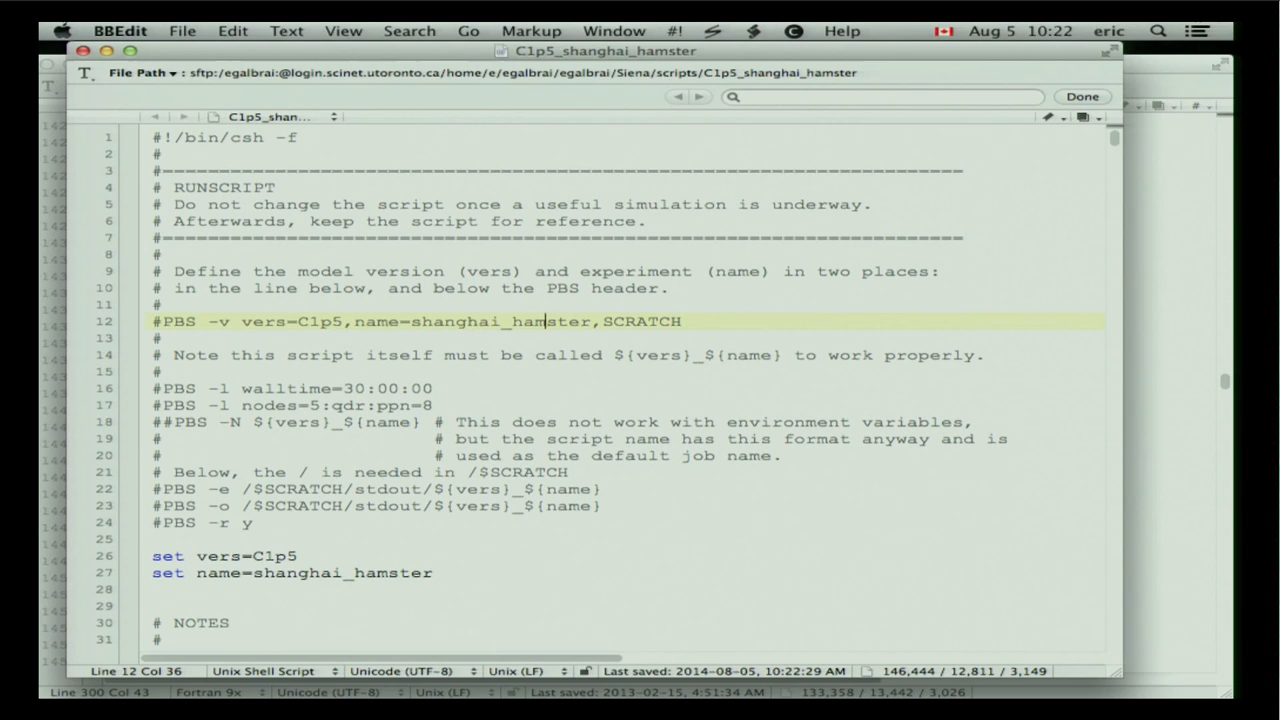 BBEdit File Edit Text View Search Go Markup Window #! Help Aug 5 10:22 eric
C1p5_shanghai_hamster
File Path : sftp:/egalbrai:@login.scinet.utoronto.ca/home/e/egalbrai/egalbrai/Siena/scripts/C1p5_shanghai_hamster
Done
C1p5_shan...
1 #!/bin/csh -f
2 #
3 #=======================================================================
4 # RUNSCRIPT
5 # Do not change the script once a useful simulation is underway.
6 # Afterwards, keep the script for reference.
7 #=======================================================================
8 #
9 # Define the model version (vers) and experiment (name) in two places:
10 # in the line below, and below the PBS header.
11 #
12 #PBS -v vers=C1p5,name=shanghai_hamster,SCRATCH
13 #
14 # Note this script itself must be called ${vers}_${name} to work properly.
15 #
16 #PBS -l walltime=30:00:00
17 #PBS -l nodes=5:qdr:ppn=8
18 ##PBS -N ${vers}_${name} # This does not work with environment variables,
19 # # but the script name has this format anyway and is
20 # # used as the default job name.
21 # Below, the / is needed in /$SCRATCH
22 #PBS -e /$SCRATCH/stdout/${vers}_${name}
23 #PBS -o /$SCRATCH/stdout/${vers}_${name}
24 #PBS -r y
25
26 set vers=C1p5
27 set name=shanghai_hamster
28
29
30 # NOTES
31 #
Line 12 Col 36 Unix Shell Script Unicode (UTF-8) Unix (LF) Last saved: 2014-08-05, 10:22:29 AM 146,444 / 12,811 / 3,149
Line 300 Col 43 Fortran 9x Unicode (UTF-8) Unix (LF) Last saved: 2013-02-15, 4:51:34 AM 133,358 / 13,442 / 3,026